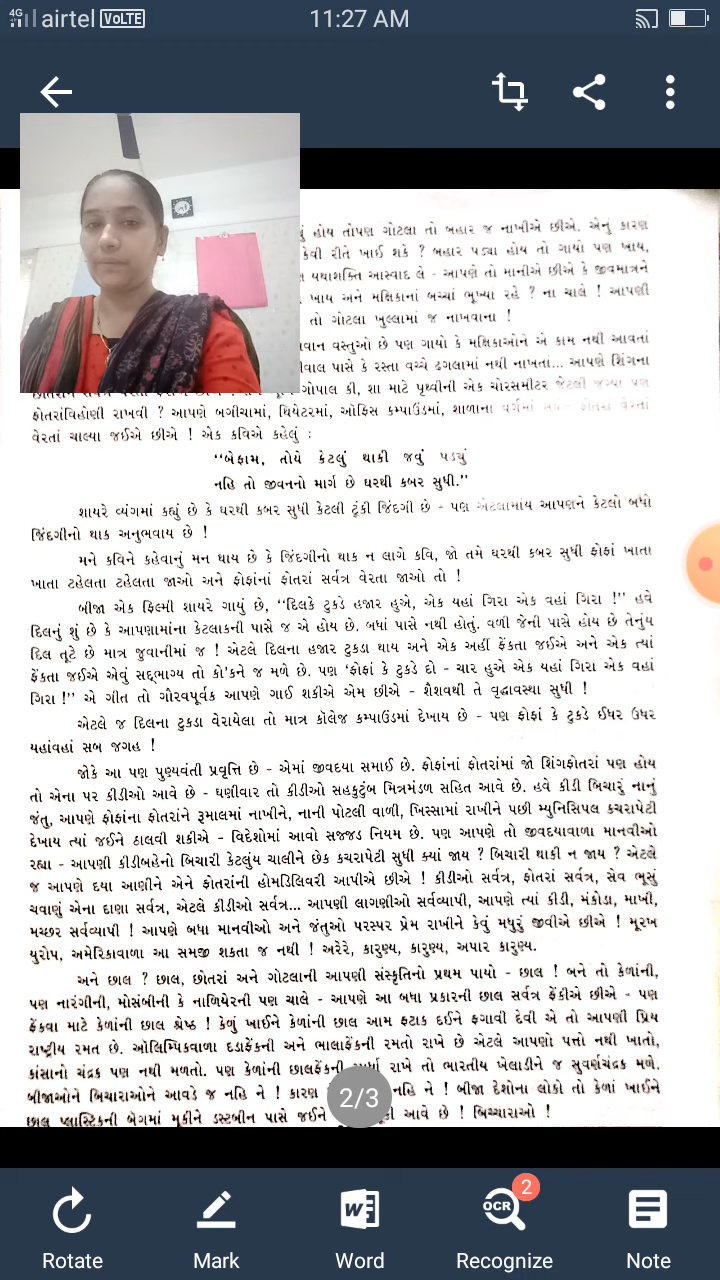 4G airtel VoLTE 11:27 AM
હોય તોપણ ગોટલા તો બહાર જ નાખીએ છીએ. એનું કારણ
કેવી રીતે ખાઈ શકે ? બહાર પડ્યા હોય તો ગાયો પણ ખાય,
યથાશક્તિ આસ્વાદ લે - આપણે તો માનીએ છીએ કે જીવમાત્રને
ખાય અને મક્ષિકાનાં બચ્ચાં ભૂખ્યા રહે ? ના ચાલે ! આપણી
તો ગોટલા ખુલ્લામાં જ નાખવાના !
વસ્તુઓ છે પણ ગાયો કે મક્ષિકાઓને એ કામ નથી આવતાં
પાસે કે રસ્તા વચ્ચે ઢગલામાં નથી નાખતાં... આપણે શિંગના
ગોપાલ કી, શા માટે પૃથ્વીની એક ચોરસમીટર જેટલી જગ્યા પણ
ફોતરાંવિહોણી રાખવી ? આપણે બગીચામાં, થિયેટરમાં, ઑફિસ કમ્પાઉંડમાં, શાળાના વર્ગમાં ફોતરાં વેરતાં
વેરતાં ચાલ્યા જઈએ છીએ ! એક કવિએ કહેલું :
“બેફામ, તોયે કેટલું થાકી જવું પડ્યું
નહિ તો જીવનનો માર્ગ છે ઘરથી કબર સુધી.”
શાયરે વ્યંગમાં કહ્યું છે કે ઘરથી કબર સુધી કેટલી ટૂંકી જિંદગી છે - પણ એટલામાંય આપણને કેટલો બધો
જિંદગીનો થાક અનુભવાય છે !
મને કવિને કહેવાનું મન થાય છે કે જિંદગીનો થાક ન લાગે કવિ, જો તમે ઘરથી કબર સુધી ફોફાં ખાતા
ખાતા ટહેલતા ટહેલતા જાઓ અને ફોફાંનાં ફોતરાં સર્વત્ર વેરતા જાઓ તો !
બીજા એક ફિલ્મી શાયરે ગાયું છે, “દિલકે ટુકડે હજાર હુએ, એક યહાં ગિરા એક વહાં ગિરા !” હવે
દિલનું શું છે કે આપણામાંના કેટલાકની પાસે જ એ હોય છે. બધાં પાસે નથી હોતું. વળી જેની પાસે હોય છે તેનુંય
દિલ તૂટે છે માત્ર જુવાનીમાં જ ! એટલે દિલના હજાર ટુકડા થાય અને એક અહીં ફેંકતા જઈએ અને એક ત્યાં
ફેંકતા જઈએ એવું સદ્ભાગ્ય તો કો'કને જ મળે છે. પણ ‘ફોફાં કે ટુકડે દો - ચાર હુએ એક યહાં ગિરા એક વહાં
ગિરા !” એ ગીત તો ગૌરવપૂર્વક આપણે ગાઈ શકીએ એમ છીએ - શૈશવથી તે વૃદ્ધાવસ્થા સુધી !
એટલે જ દિલના ટુકડા વેરાયેલા તો માત્ર કૉલેજ કમ્પાઉંડમાં દેખાય છે - પણ ફોફાં કે ટુકડે ઈધર ઉધર
યહાંવહાં સબ જગહ !
જોકે આ પણ પુણ્યવંતી પ્રવૃત્તિ છે - એમાં જીવદયા સમાઈ છે. ફોફાંનાં ફોતરાંમાં જો શિંગફોતરાં પણ હોય
તો એના પર કીડીઓ આવે છે - ઘણીવાર તો કીડીઓ સહકુટુંબ મિત્રમંડળ સહિત આવે છે. હવે કીડી બિચારું નાનું
જંતુ, આપણે ફોફાંના ફોતરાંને રૂમાલમાં નાખીને, નાની પોટલી વાળી, ખિસ્સામાં રાખીને પછી મ્યુનિસિપલ કચરાપેટી
દેખાય ત્યાં જઈને ઠાલવી શકીએ - વિદેશોમાં આવો સજ્જડ નિયમ છે. પણ આપણે તો જીવદયાવાળા માનવીઓ
રહ્યા - આપણી કીડીબહેનો બિચારી કેટલુંય ચાલીને છેક કચરાપેટી સુધી ક્યાં જાય ? બિચારી થાકી ન જાય ? એટલે
જ આપણે દયા આણીને એને ફોતરાંની હોમડિલિવરી આપીએ છીએ ! કીડીઓ સર્વત્ર, ફોતરાં સર્વત્ર, સેવ ભૂસું
ચવાણું એના દાણા સર્વત્ર, એટલે કીડીઓ સર્વત્ર... આપણી લાગણીઓ સર્વવ્યાપી, આપણે ત્યાં કીડી, મંકોડા, માખી,
મચ્છર સર્વવ્યાપી ! આપણે બધા માનવીઓ અને જંતુઓ પરસ્પર પ્રેમ રાખીને કેવું મધુરું જીવીએ છીએ ! મૂરખ
યુરોપ, અમેરિકાવાળા આ સમજી શકતા જ નથી ! અરેરે, કારુણ્ય, કારુણ્ય, અપાર કારુણ્ય.
અને છાલ ? છાલ, છોતરાં અને ગોટલાની આપણી સંસ્કૃતિનો પ્રથમ પાયો - છાલ ! બને તો કેળાંની,
પણ નારંગીની, મોસંબીની કે નાળિયેરની પણ ચાલે - આપણે આ બધા પ્રકારની છાલ સર્વત્ર ફેંકીએ છીએ - પણ
ફેંકવા માટે કેળાંની છાલ શ્રેષ્ઠ ! કેળું ખાઈને કેળાંની છાલ આમ ફટાક દઈને ફગાવી દેવી એ તો આપણી પ્રિય
રાષ્ટ્રીય રમત છે. ઑલિમ્પિકવાળા દડાફેંકની અને ભાલાફેંકની રમતો રાખે છે એટલે આપણો પત્તો નથી ખાતો,
કાંસાનો ચંદ્રક પણ નથી મળતો. પણ કેળાંની છાલફેંકની રાખે તો ભારતીય ખેલાડીને જ સુવર્ણચંદ્રક મળે.
બીજાઓને બિચારાઓને આવડે જ નહિ ને ! કારણ નહિ ને ! બીજા દેશોના લોકો તો કેળાં ખાઈને
છાલ પ્લાસ્ટિકની બેગમાં મૂકીને ડસ્ટબીન પાસે જઈને આવે છે ! બિચ્ચારાઓ !
2/3
2
Rotate Mark Word Recognize Note
W OCR